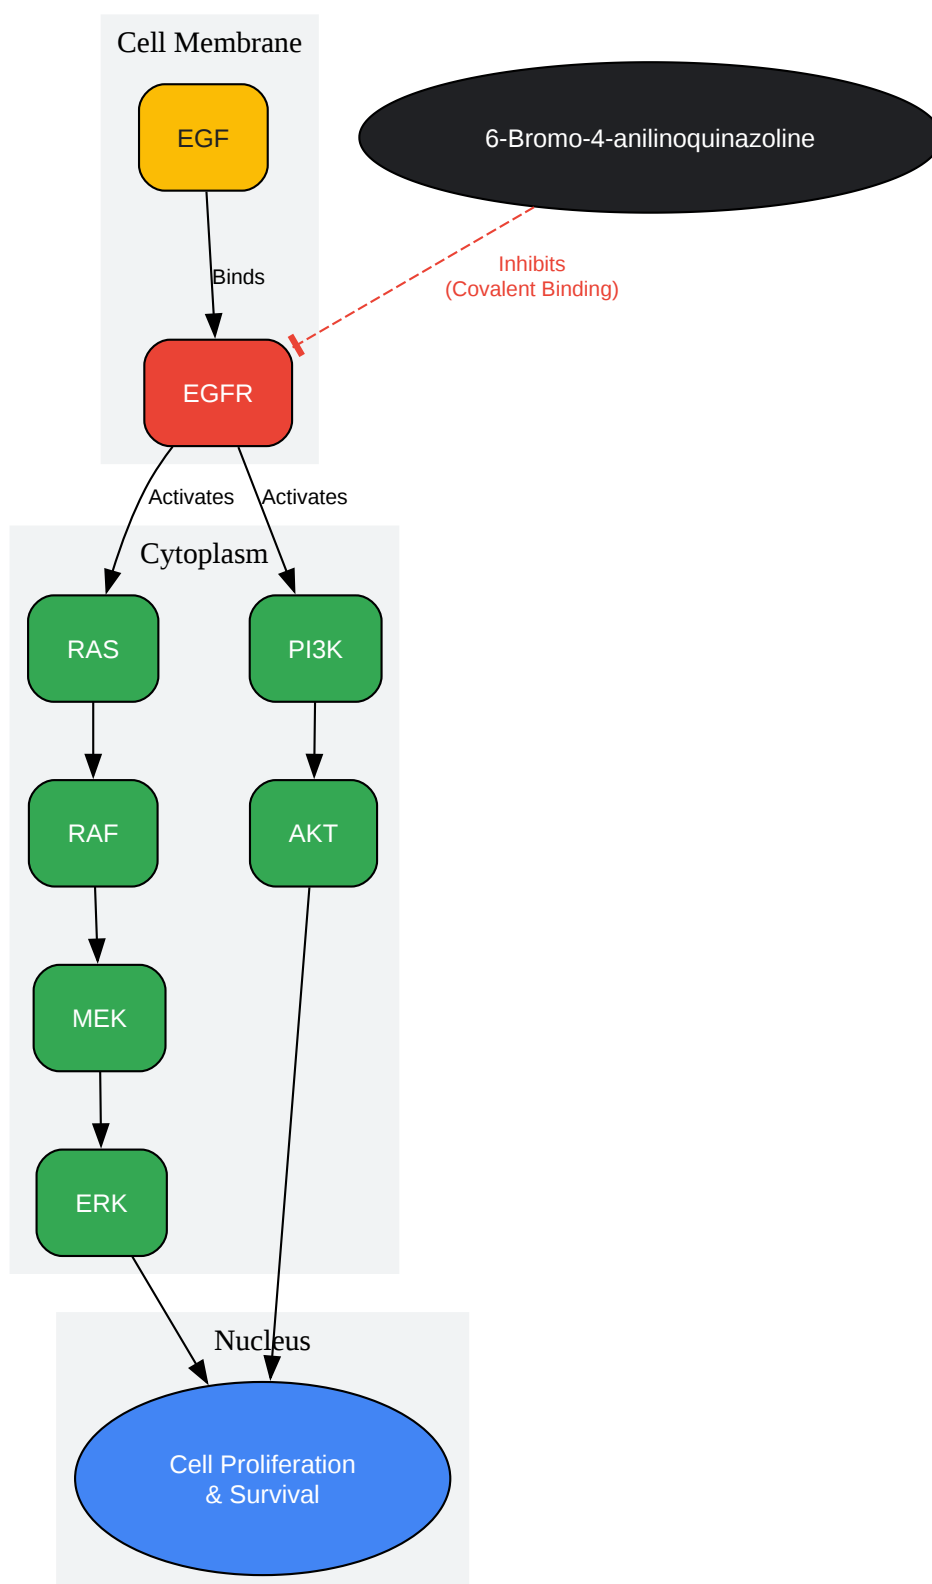 Cell Membrane
EGF
6-Bromo-4-anilinoquinazoline
Binds
Inhibits
(Covalent Binding)
EGFR
Activates
Activates
Cytoplasm
RAS
PI3K
RAF
AKT
MEK
ERK
Nucleus
Cell Proliferation
& Survival